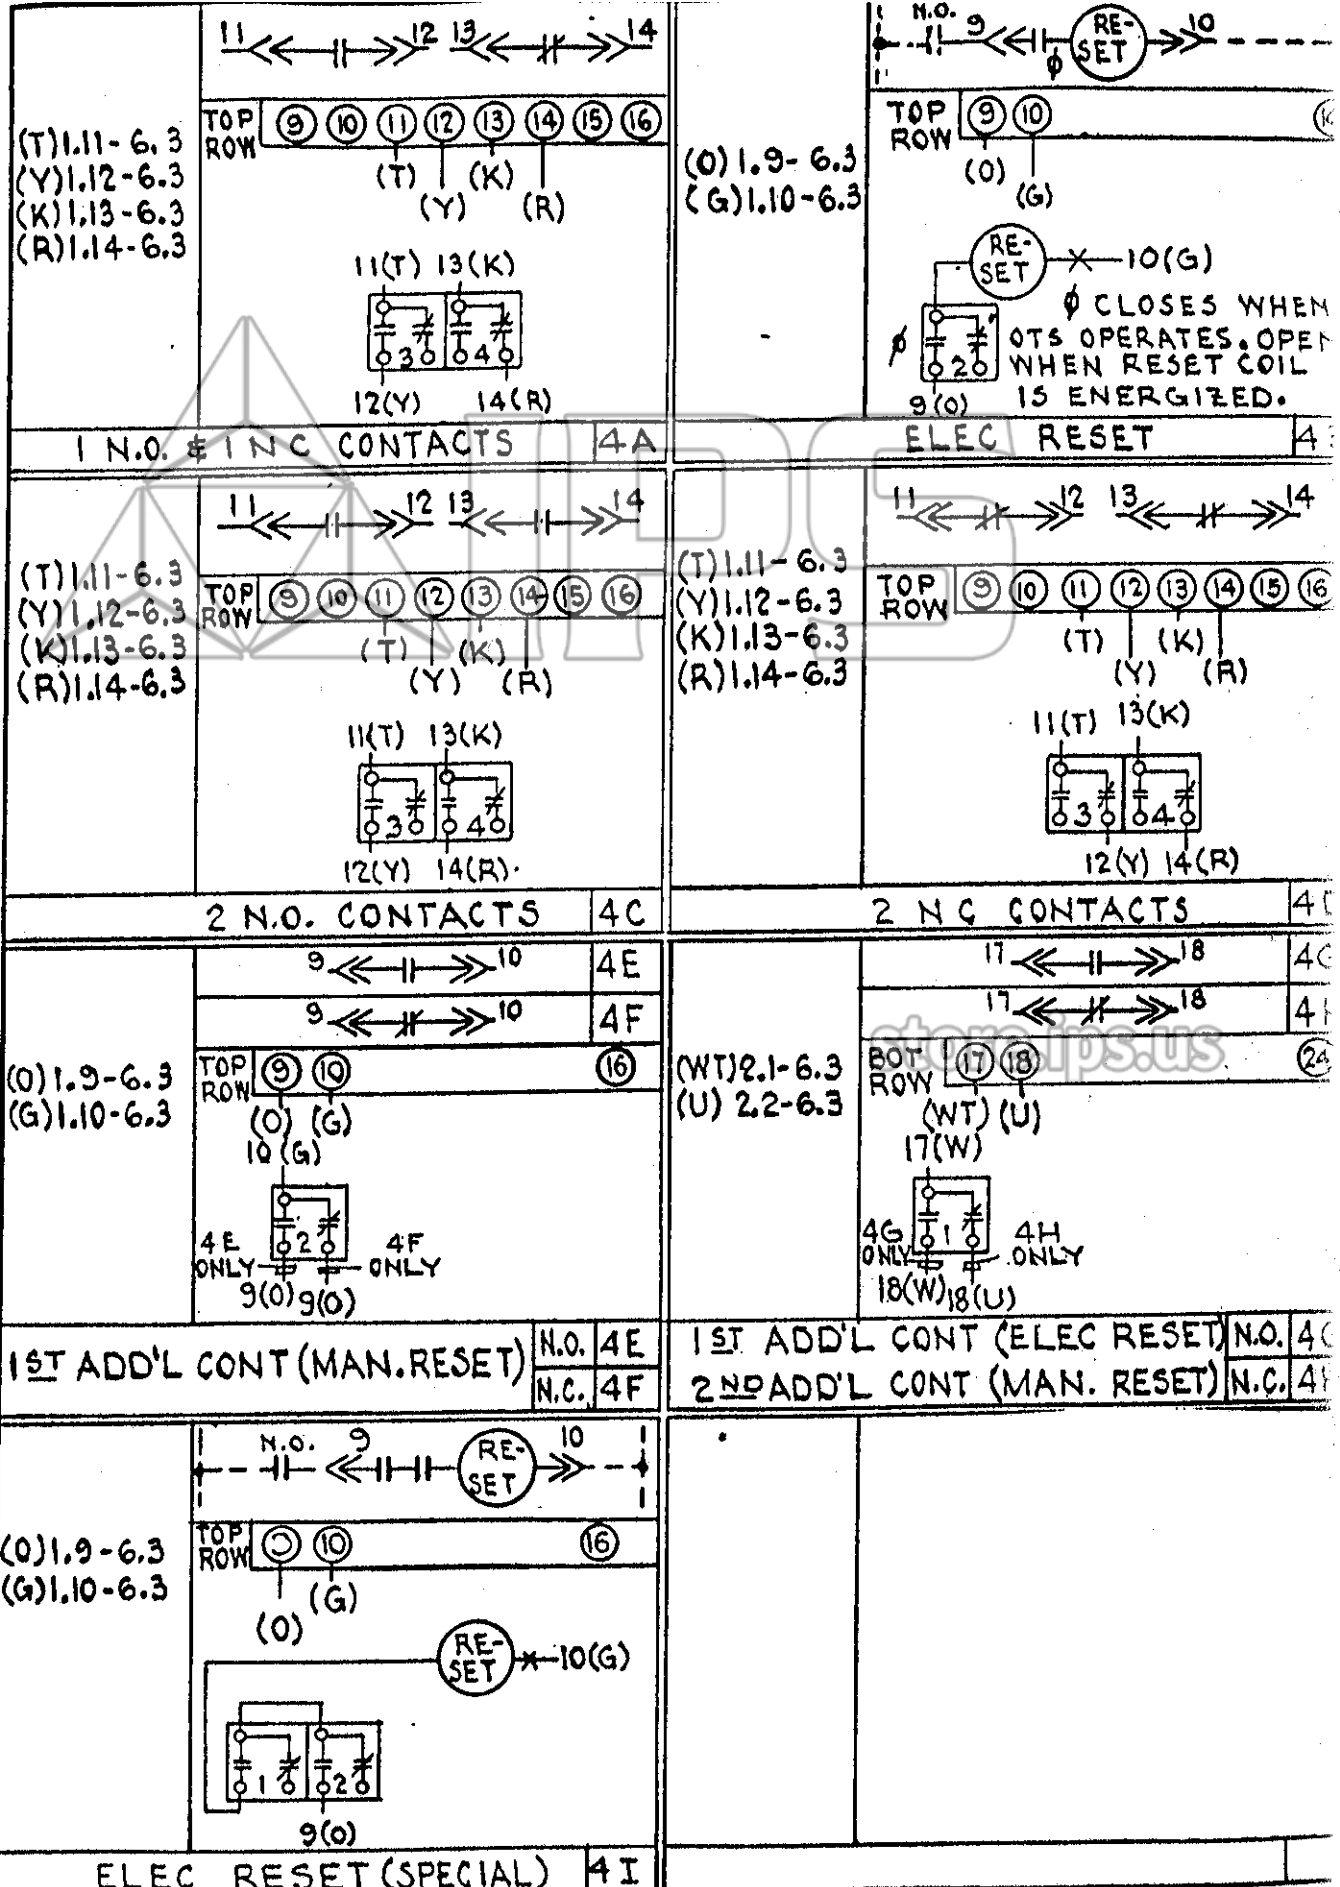 11 12 13 14
TOP ROW 9 10 11 12 13 14 15 16
(T)1.11-6.3
(Y)1.12-6.3
(K)1.13-6.3
(R)1.14-6.3
(T) (K)
(Y) (R)
11(T) 13(K)
3 4
12(Y) 14(R)
1 N.O. & 1 N C CONTACTS 4A
N.O. 9 RE-SET 10
ϕ
TOP ROW 9 10
(O)1.9-6.3
(G)1.10-6.3
(O)
(G)
RE-SET 10(G)
ϕ CLOSES WHEN
OTS OPERATES. OPEN
WHEN RESET COIL
IS ENERGIZED.
ϕ 2
9(O)
ELEC RESET 4
11 12 13 14
TOP ROW 9 10 11 12 13 14 15 16
(T)1.11-6.3
(Y)1.12-6.3
(K)1.13-6.3
(R)1.14-6.3
(T) (K)
(Y) (R)
11(T) 13(K)
3 4
12(Y) 14(R).
2 N.O. CONTACTS 4C
11 12 13 14
TOP ROW 9 10 11 12 13 14 15 16
(T)1.11-6.3
(Y)1.12-6.3
(K)1.13-6.3
(R)1.14-6.3
(T) (K)
(Y) (R)
11(T) 13(K)
3 4
12(Y) 14(R)
2 N C CONTACTS 4
9 10 4E
9 10 4F
TOP ROW 9 10 16
(O)1.9-6.3
(G)1.10-6.3
(O) (G)
10(G)
2
4E ONLY 4F ONLY
9(O) 9(O)
1ST ADD'L CONT (MAN. RESET) N.O. 4E
N.C. 4F
17 18 4G
17 18 4
BOT ROW 17 18 24
(WT)2.1-6.3
(U) 2.2-6.3
(WT) (U)
17(W)
1
4G ONLY 4H ONLY
18(W) 18(U)
1ST ADD'L CONT (ELEC RESET) N.O. 4G
2ND ADD'L CONT (MAN. RESET) N.C. 4
N.O. 9 RE-SET 10
TOP ROW 10 16
(O)1.9-6.3
(G)1.10-6.3
(G)
(O)
RE-SET 10(G)
1 2
9(O)
ELEC RESET (SPECIAL) 4I
IPS
store.ips.us